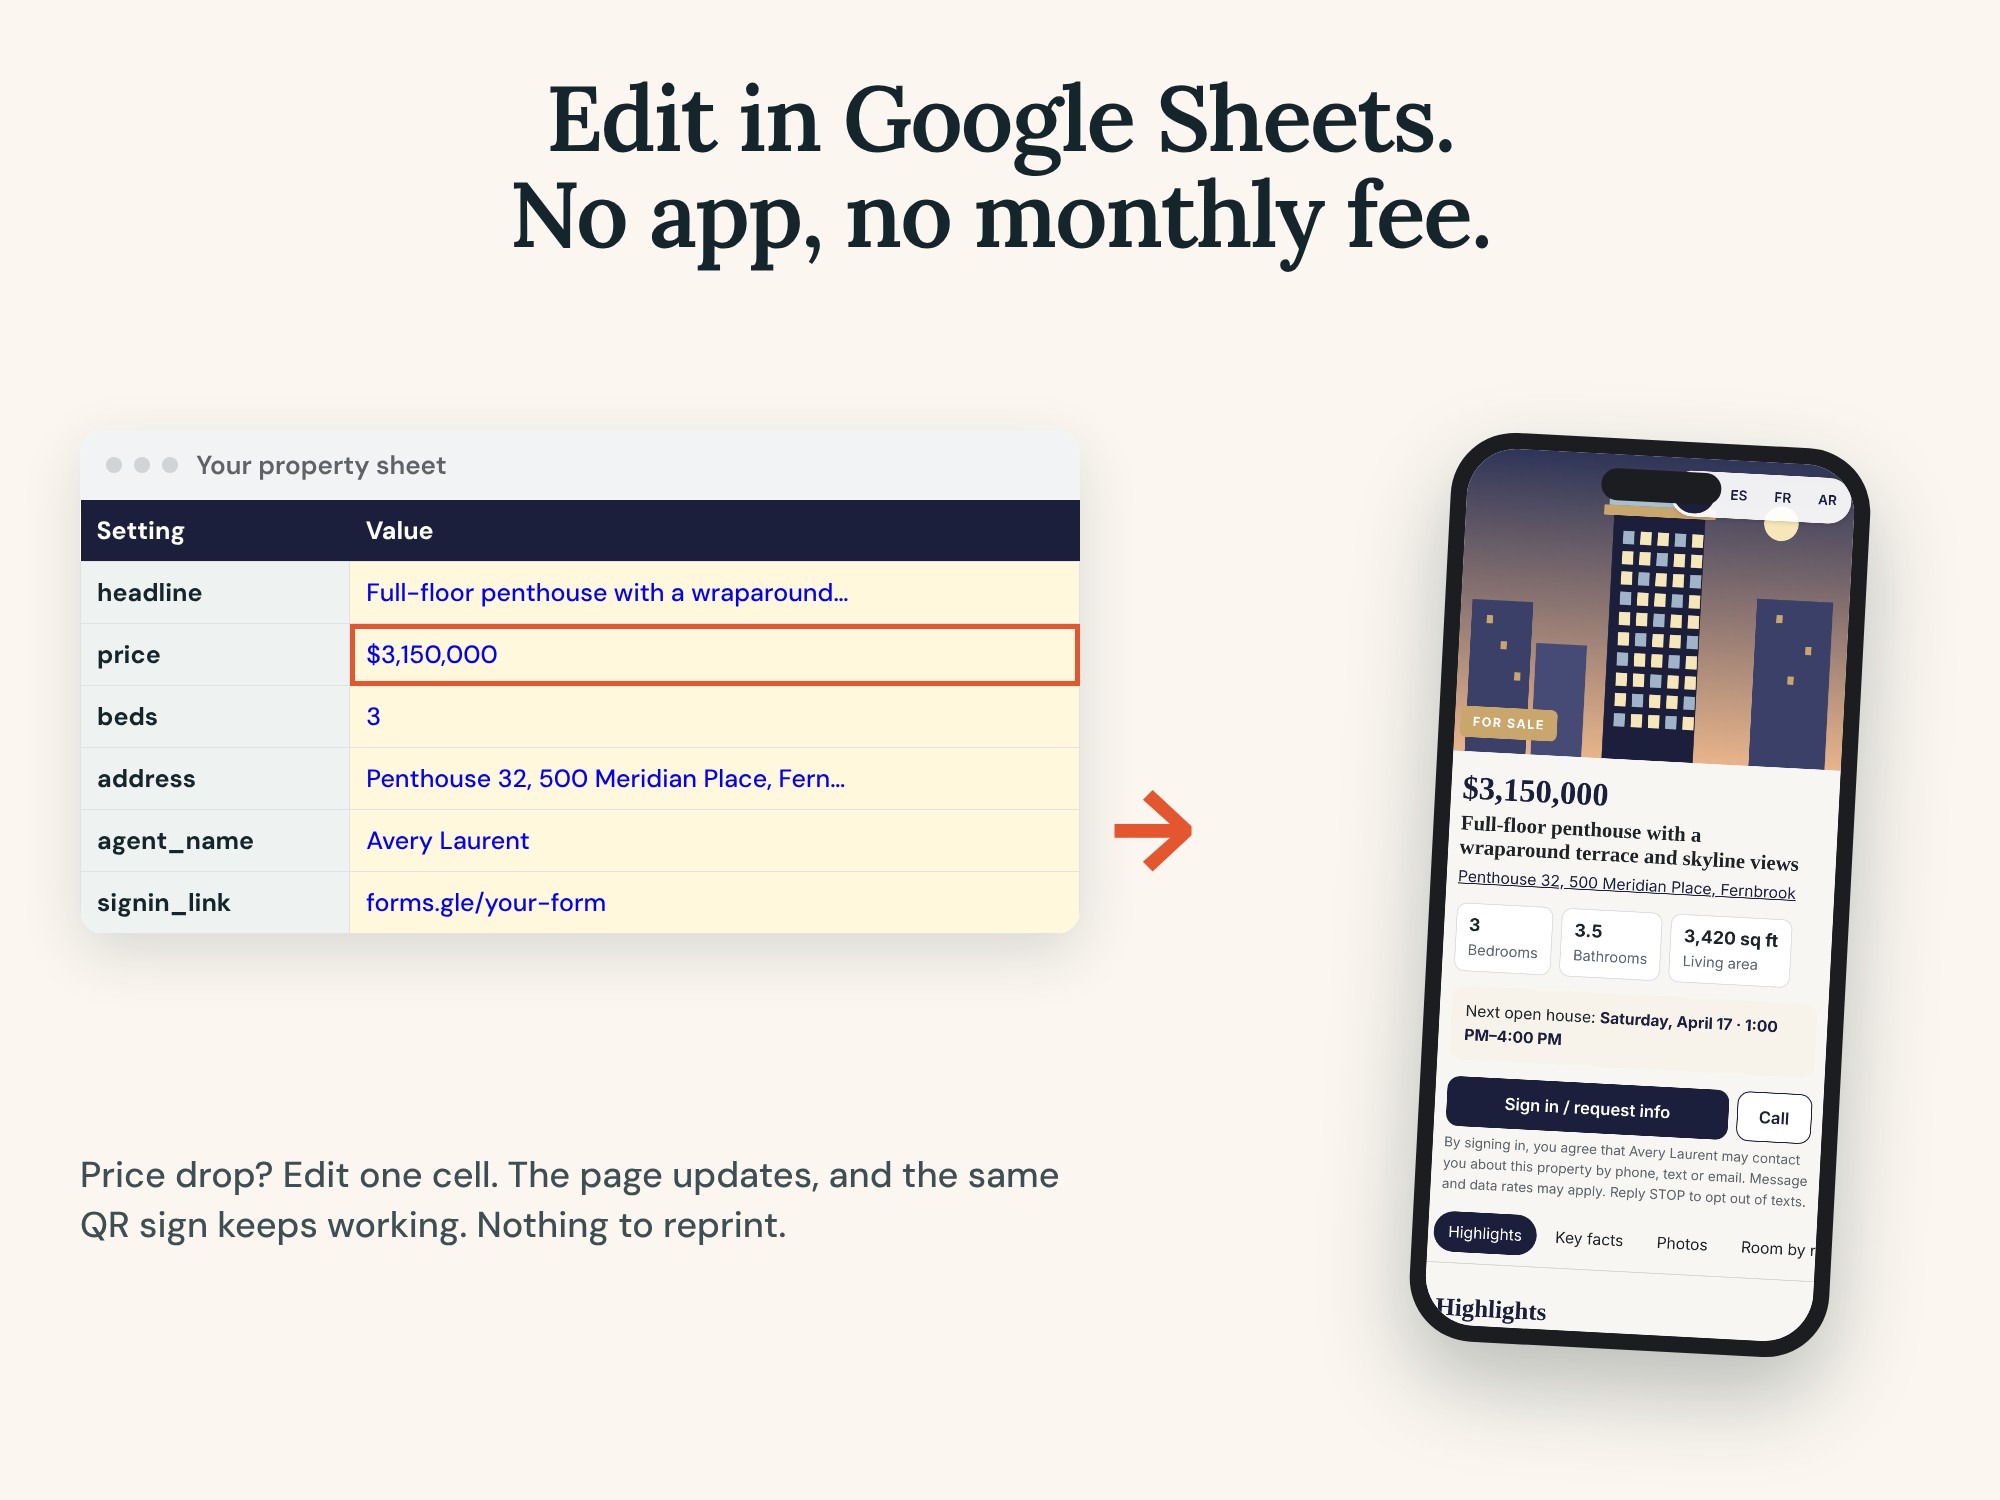 Edit in Google Sheets.
No app, no monthly fee.
Your property sheet
Setting Value
headline Full-floor penthouse with a wraparound...
price $3,150,000
beds 3
address Penthouse 32, 500 Meridian Place, Fern...
agent_name Avery Laurent
signin_link forms.gle/your-form
Price drop? Edit one cell. The page updates, and the same
QR sign keeps working. Nothing to reprint.
ES FR AR
FOR SALE
$3,150,000
Full-floor penthouse with a
wraparound terrace and skyline views
Penthouse 32, 500 Meridian Place, Fernbrook
3 3.5 3,420 sq ft
Bedrooms Bathrooms Living area
Next open house: Saturday, April 17 · 1:00
PM–4:00 PM
Sign in / request info Call
By signing in, you agree that Avery Laurent may contact
you about this property by phone, text or email. Message
and data rates may apply. Reply STOP to opt out of texts.
Highlights Key facts Photos Room by
Highlights